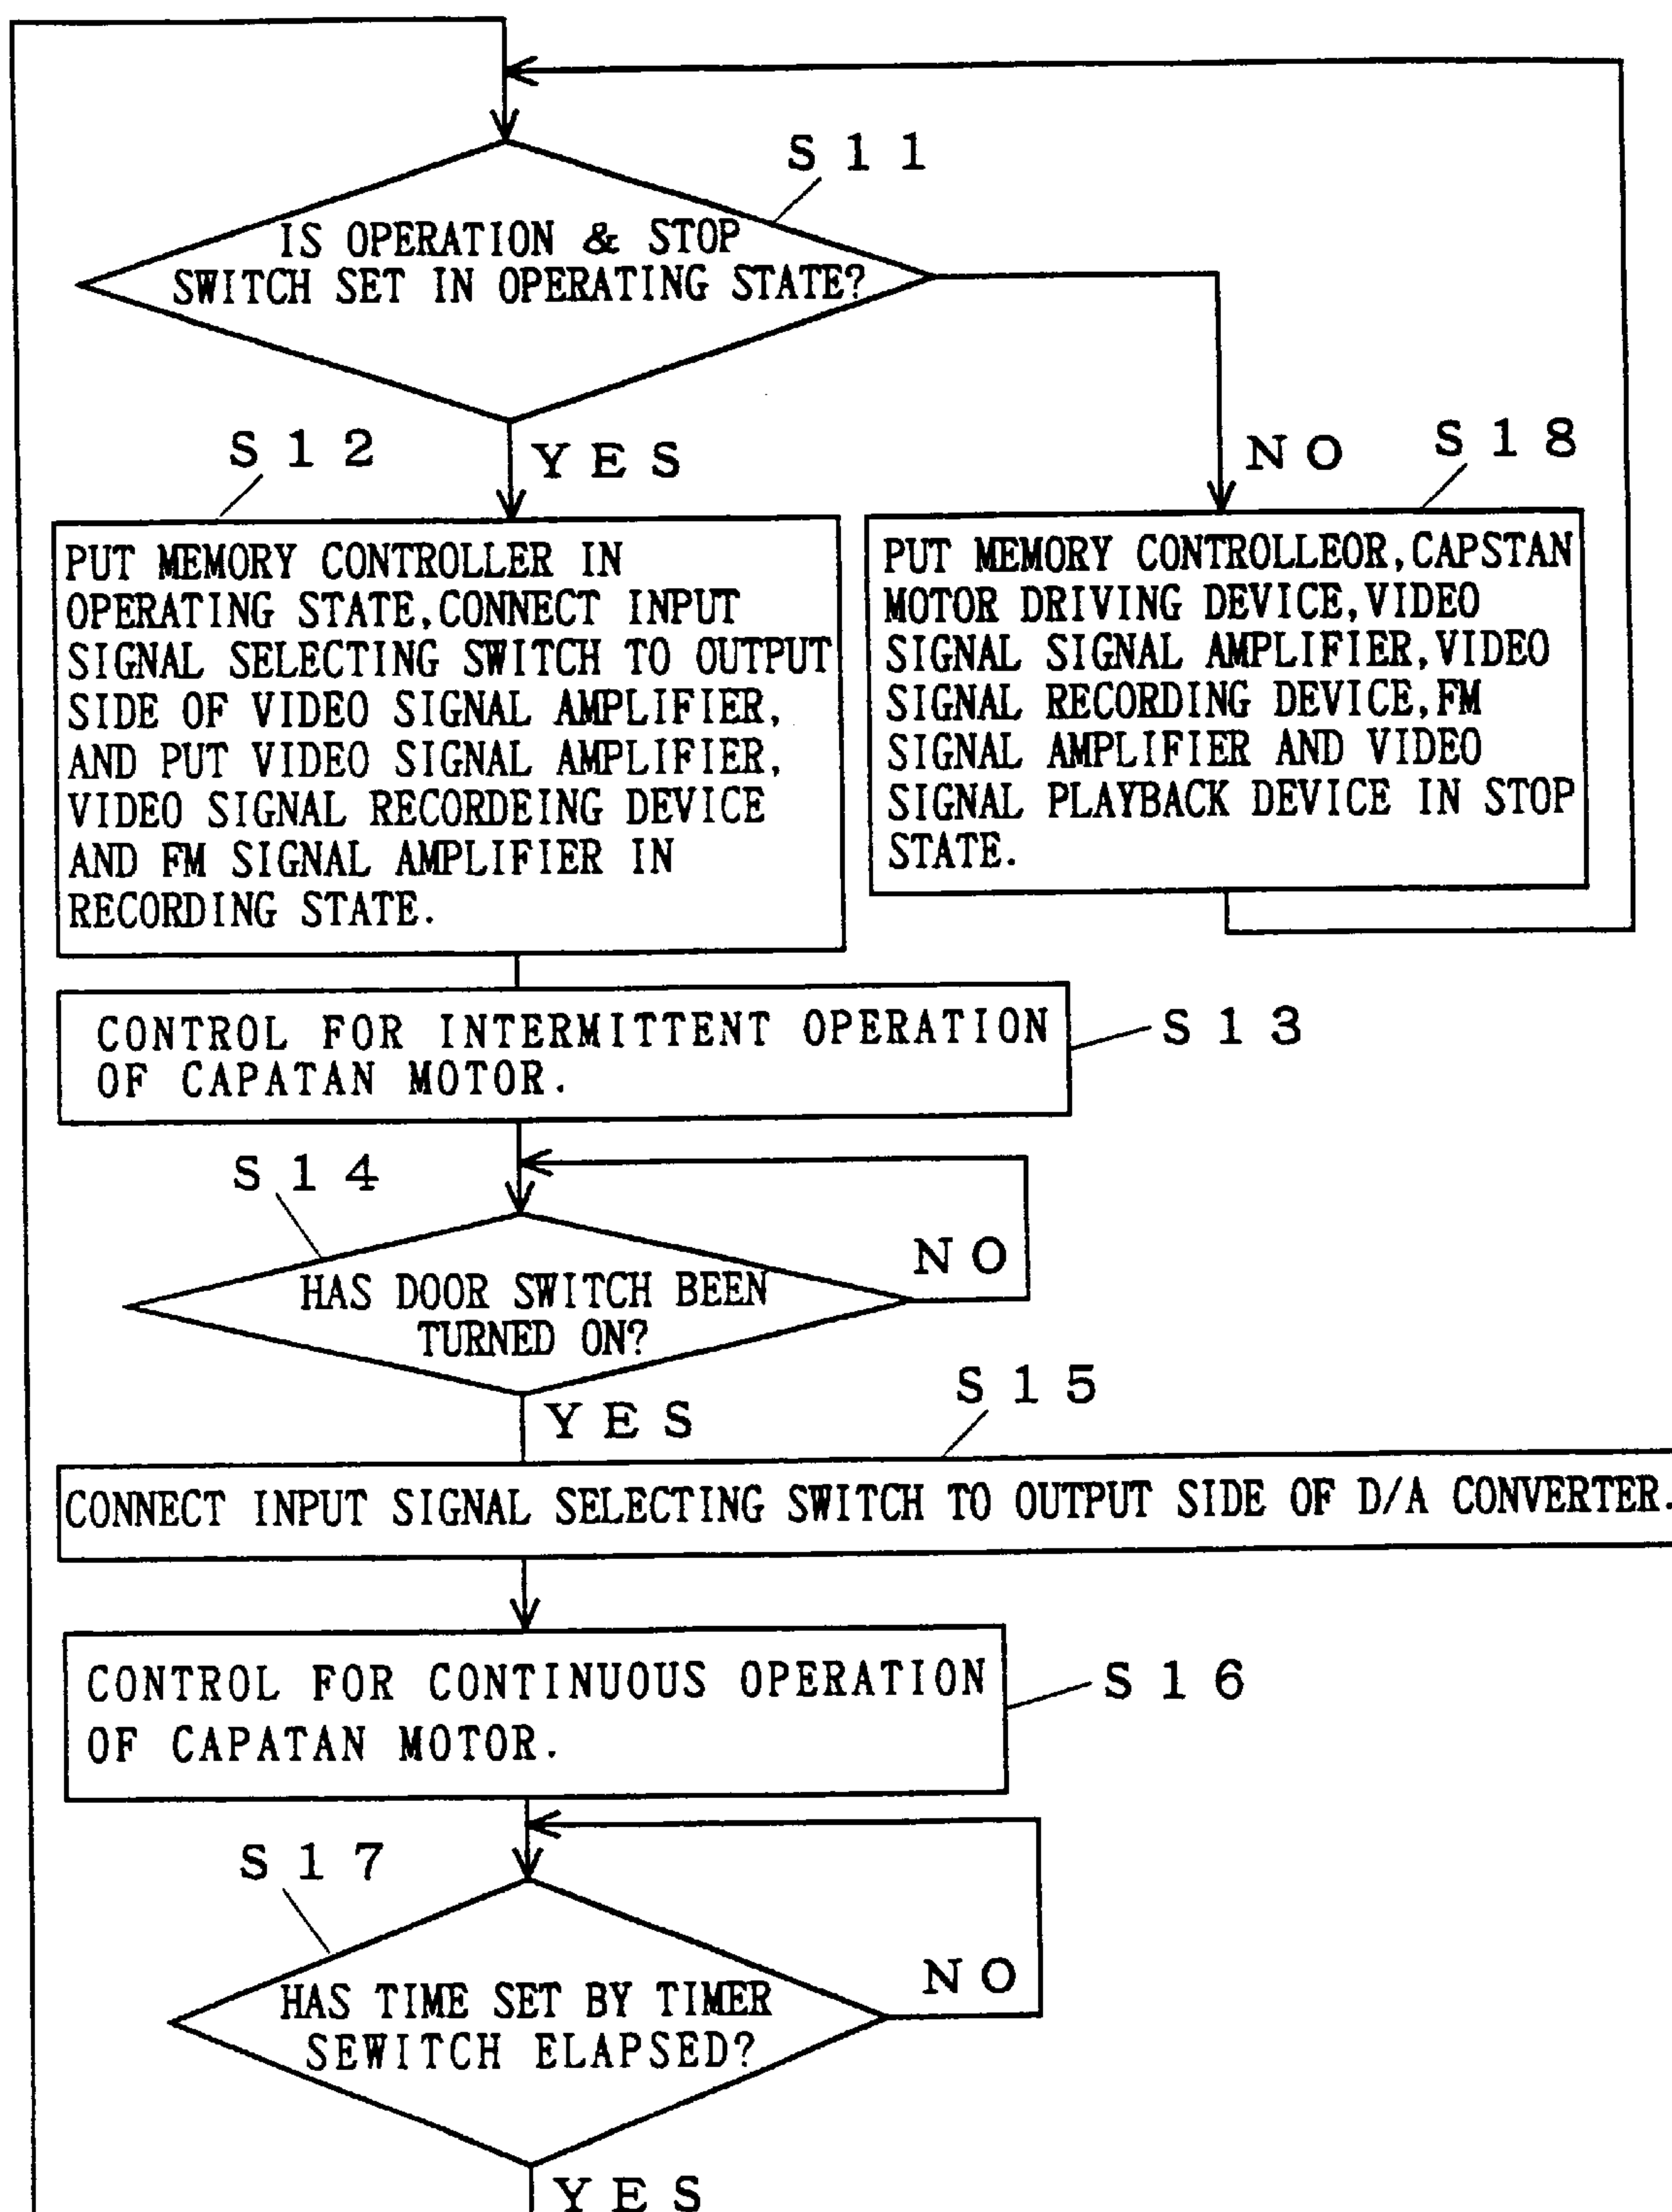 S11
IS OPERATION & STOP
SWITCH SET IN OPERATING STATE?
S12
YES
NO
S18
PUT MEMORY CONTROLLER IN
OPERATING STATE,CONNECT INPUT
SIGNAL SELECTING SWITCH TO OUTPUT
SIDE OF VIDEO SIGNAL AMPLIFIER,
AND PUT VIDEO SIGNAL AMPLIFIER,
VIDEO SIGNAL RECORDEING DEVICE
AND FM SIGNAL AMPLIFIER IN
RECORDING STATE.
PUT MEMORY CONTROLLEOR,CAPSTAN
MOTOR DRIVING DEVICE,VIDEO
SIGNAL SIGNAL AMPLIFIER,VIDEO
SIGNAL RECORDING DEVICE,FM
SIGNAL AMPLIFIER AND VIDEO
SIGNAL PLAYBACK DEVICE IN STOP
STATE.
CONTROL FOR INTERMITTENT OPERATION
OF CAPATAN MOTOR.
S13
S14
NO
HAS DOOR SWITCH BEEN
TURNED ON?
YES
S15
CONNECT INPUT SIGNAL SELECTING SWITCH TO OUTPUT SIDE OF D/A CONVERTER.
CONTROL FOR CONTINUOUS OPERATION
OF CAPATAN MOTOR.
S16
S17
NO
HAS TIME SET BY TIMER
SEWITCH ELAPSED?
YES